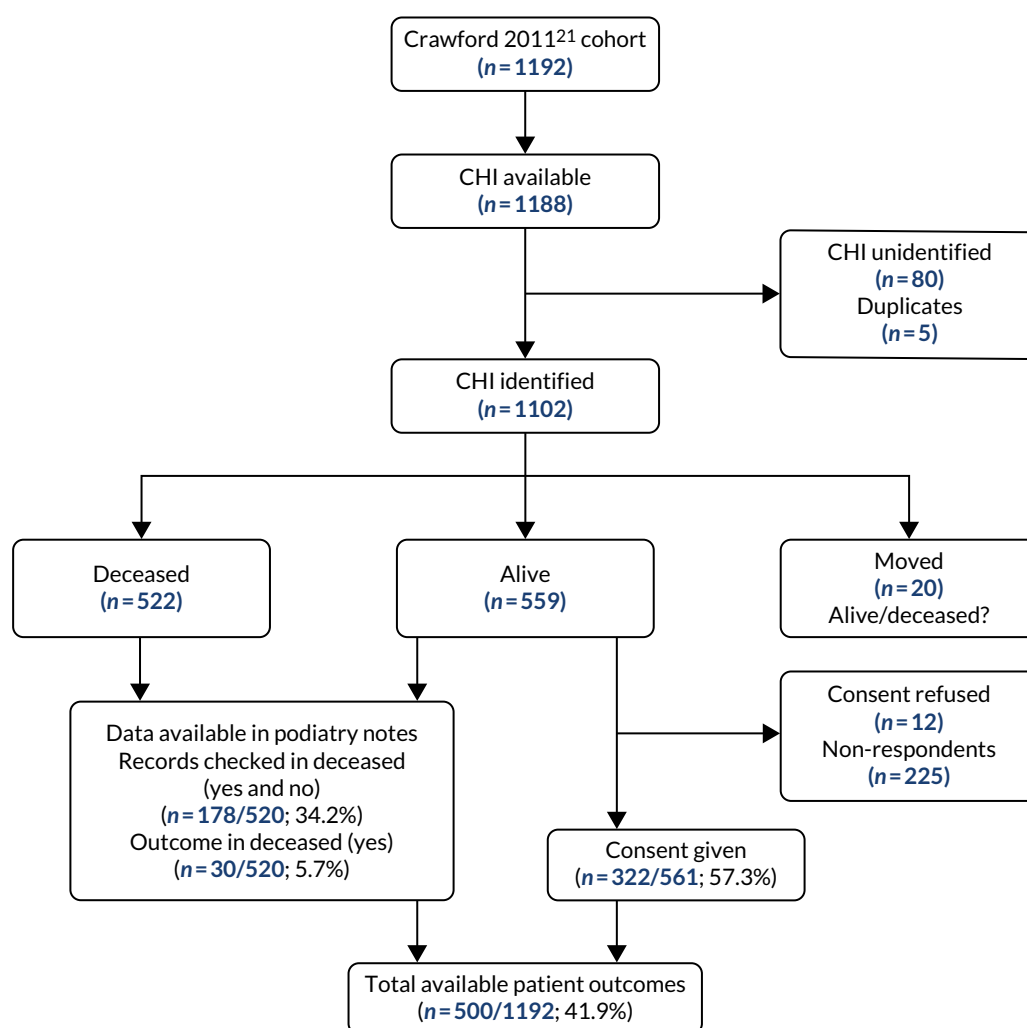 Crawford 2011²¹ cohort
(n=1192)
CHI available
(n=1188)
CHI unidentified
(n=80)
Duplicates
(n=5)
CHI identified
(n=1102)
Deceased
(n=522)
Alive
(n=559)
Moved
(n=20)
Alive/deceased?
Consent refused
(n=12)
Non-respondents
(n=225)
Data available in podiatry notes
Records checked in deceased
(yes and no)
(n=178/520; 34.2%)
Outcome in deceased (yes)
(n=30/520; 5.7%)
Consent given
(n=322/561; 57.3%)
Total available patient outcomes
(n=500/1192; 41.9%)